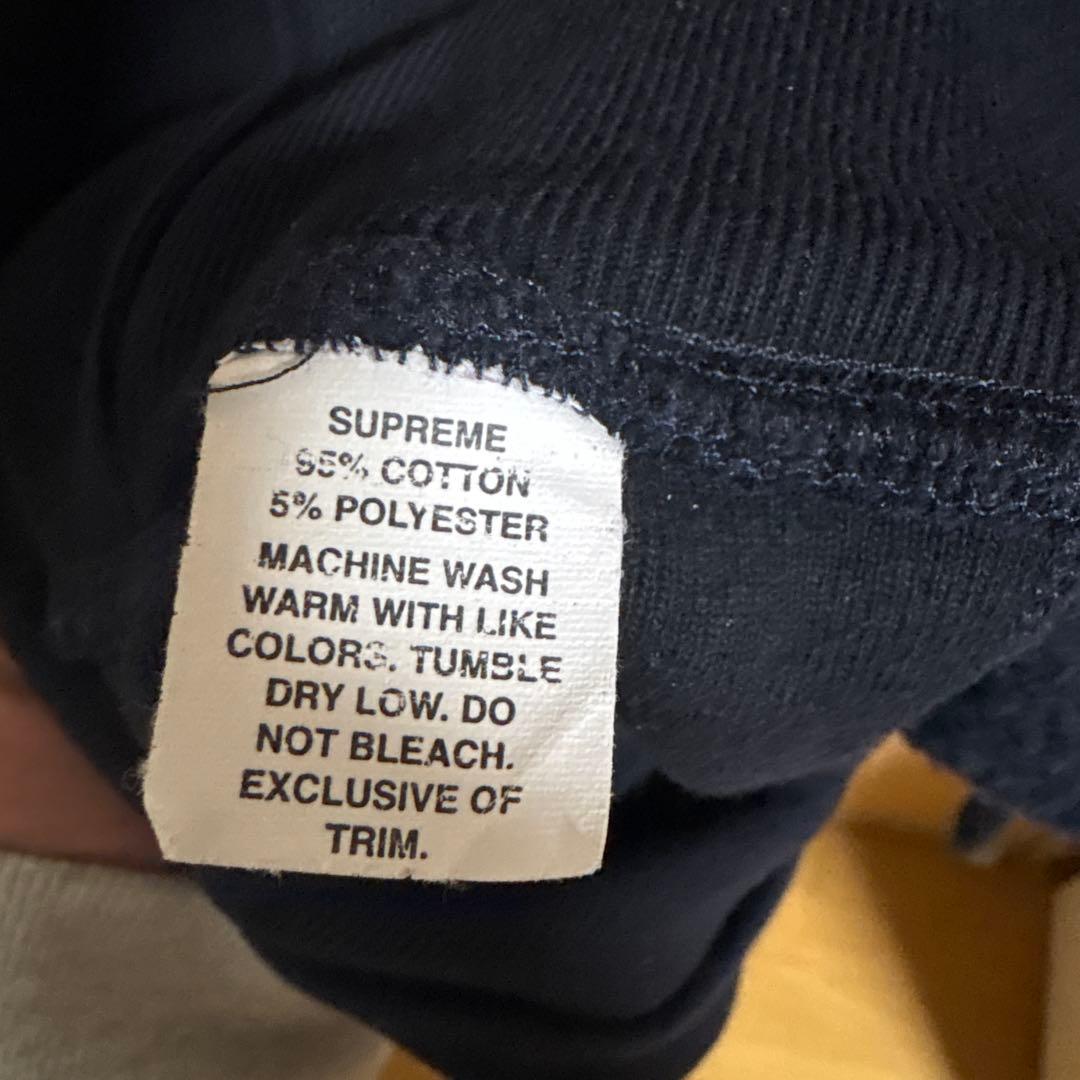 SUPREME
95% COTTON
5% POLYESTER
MACHINE WASH
WARM WITH LIKE
COLORS. TUMBLE
DRY LOW. DO
NOT BLEACH.
EXCLUSIVE OF
TRIM.